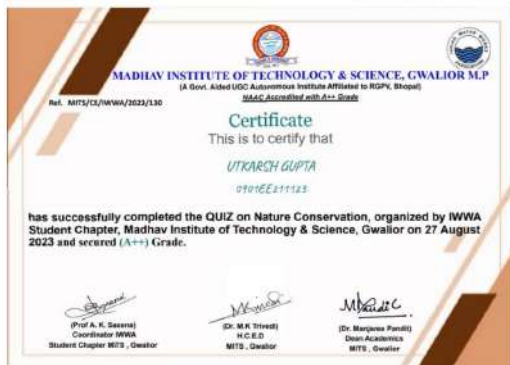 MADHAV INSTITUTE OF TECHNOLOGY & SCIENCE, GWALIOR M.P
(A Govt. Aided UGC Autonomous Institute Affiliated to RGPV, Bhopal)
NAAC Accredited with A++ Grade
Ref. MITS/CE/IWWA/2023/130
Certificate
This is to certify that
UTKARSH GUPTA
0901EE211123
has successfully completed the QUIZ on Nature Conservation, organized by IWWA
Student Chapter, Madhav Institute of Technology & Science, Gwalior on 27 August
2023 and secured (A++) Grade.
(Prof A. K. Saxena)
Coordinator IWWA
Student Chapter MITS , Gwalior
(Dr. M.K Trivedi)
H.C.E.D
MITS , Gwalior
(Dr. Manjaree Pandit)
Dean Academics
MITS , Gwalior